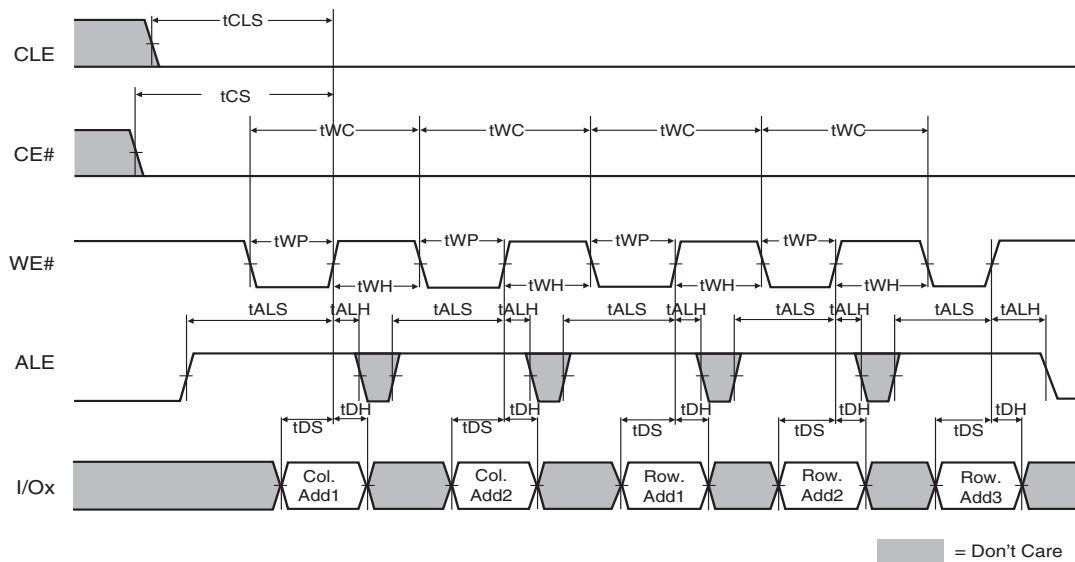 tCLS
CLE
tCS
tWC tWC tWC tWC
CE#
tWP tWP tWP tWP
WE#
tWH tWH tWH tWH
tALS tALH tALS tALH tALS tALH tALS tALH tALS tALH
ALE
tDS tDH tDS tDH tDS tDH tDS tDH tDS tDH
I/Ox
Col. Add1
Col. Add2
Row. Add1
Row. Add2
Row. Add3
= Don't Care